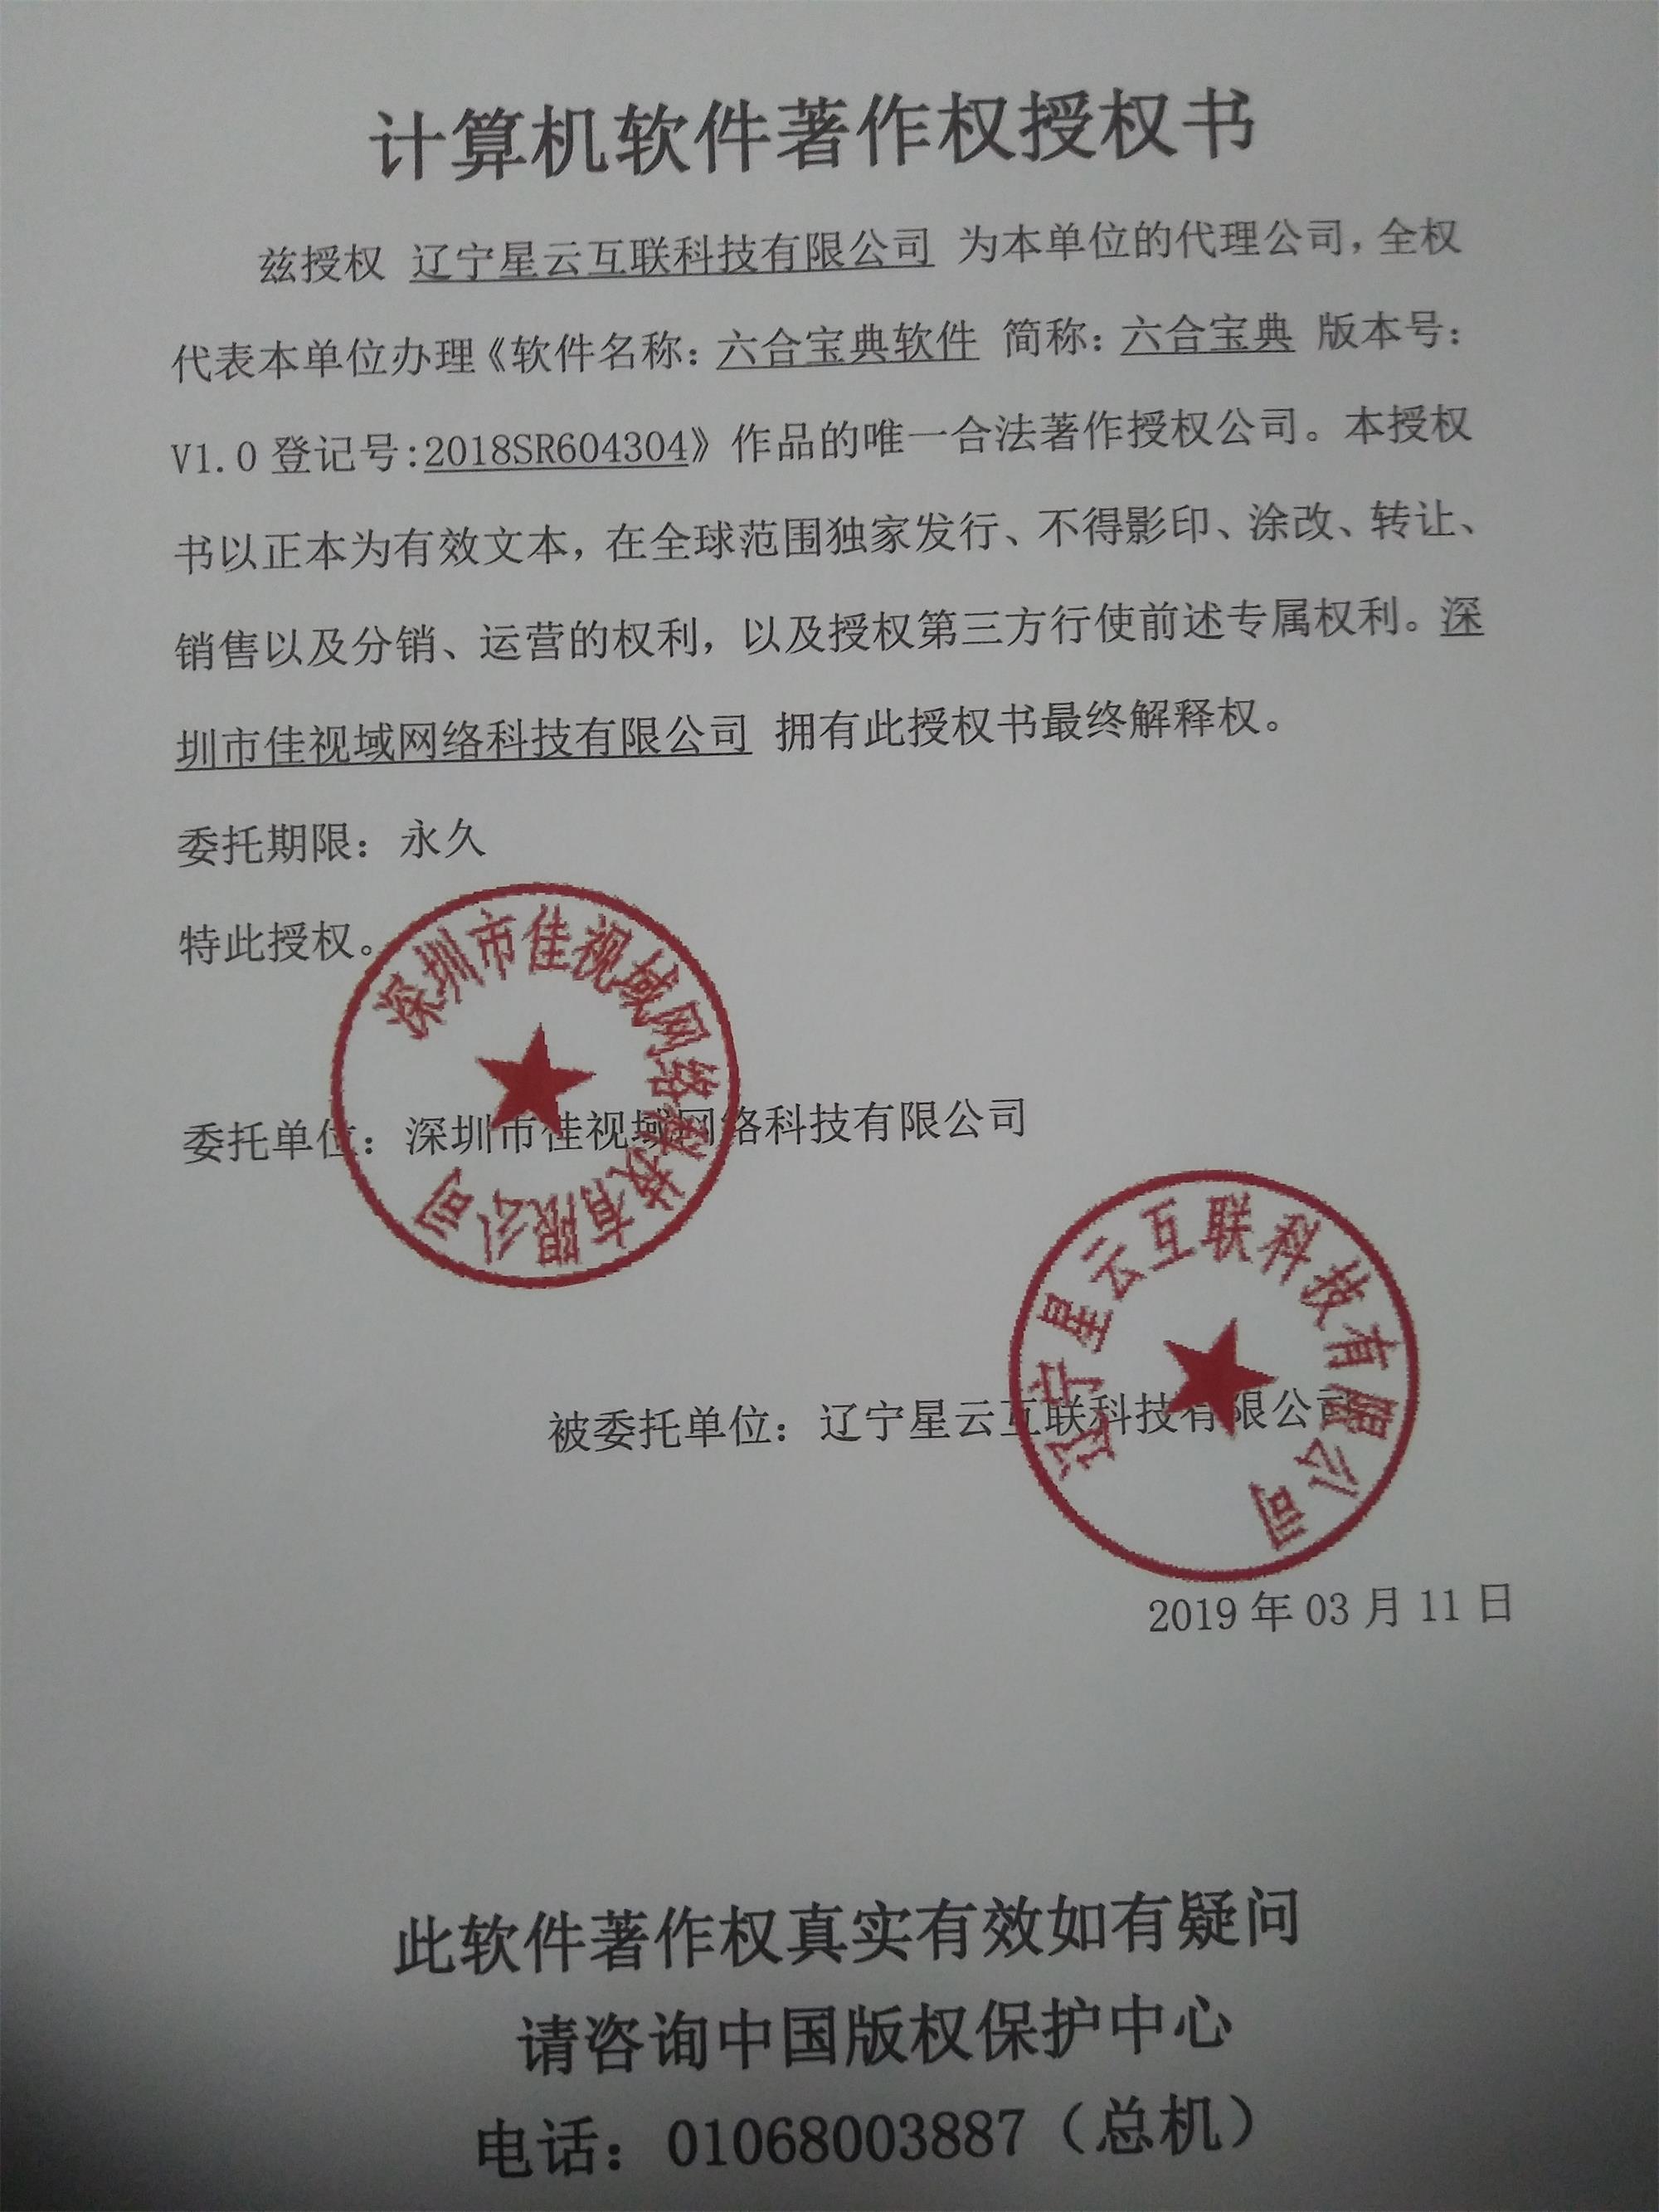 计算机软件著作权授权书
兹授权 辽宁星云互联科技有限公司 为本单位的代理公司，全权
代表本单位办理《软件名称：六合宝典软件 简称：六合宝典 版本号：
V1.0 登记号:2018SR604304》作品的唯一合法著作授权公司。本授权
书以正本为有效文本，在全球范围独家发行、不得影印、涂改、转让、
销售以及分销、运营的权利，以及授权第三方行使前述专属权利。深
圳市佳视域网络科技有限公司 拥有此授权书最终解释权。
委托期限：永久
特此授权。
深圳市佳视域网络科技有限公司
委托单位：深圳市佳视域网络科技有限公司
辽宁星云互联科技有限公司
被委托单位：辽宁星云互联科技有限公司
2019 年 03 月 11 日
此软件著作权真实有效如有疑问
请咨询中国版权保护中心
电话：01068003887（总机）